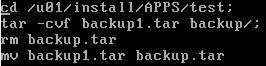 cd /u01/install/APPS/test;
tar -cvf backup1.tar backup/;
rm backup.tar
mv backup1.tar backup.tar